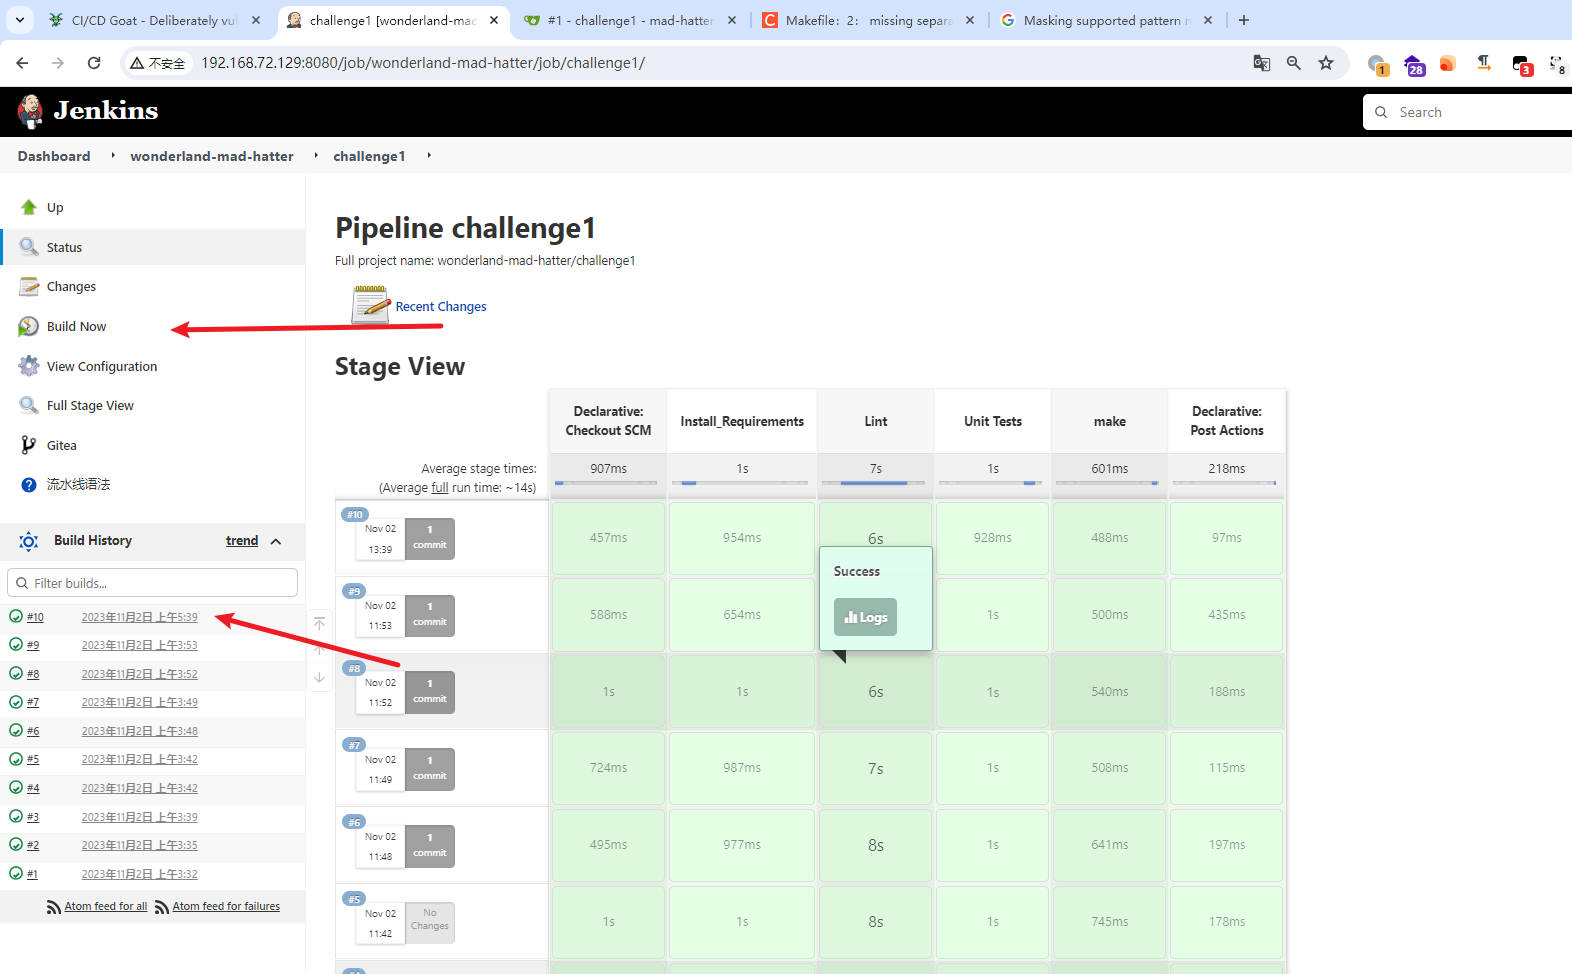 CI/CD Goat - Deliberately vul
challenge1 [wonderland-mad
#1 - challenge1 - mad-hatter
Makefile：2： missing separa
Masking supported pattern n
不安全
192.168.72.129:8080/job/wonderland-mad-hatter/job/challenge1/
1
28
3
8
Jenkins
Search
Dashboard
wonderland-mad-hatter
challenge1
Up
Status
Changes
Build Now
View Configuration
Full Stage View
Gitea
流水线语法
Build History
trend
Filter builds...
#10 2023年11月2日 上午5:39
#9 2023年11月2日 上午3:53
#8 2023年11月2日 上午3:52
#7 2023年11月2日 上午3:49
#6 2023年11月2日 上午3:48
#5 2023年11月2日 上午3:42
#4 2023年11月2日 上午3:42
#3 2023年11月2日 上午3:39
#2 2023年11月2日 上午3:35
#1 2023年11月2日 上午3:32
Atom feed for all Atom feed for failures
Pipeline challenge1
Full project name: wonderland-mad-hatter/challenge1
Recent Changes
Stage View
Declarative: Checkout SCM
Install_Requirements
Lint
Unit Tests
make
Declarative: Post Actions
Average stage times:
(Average full run time: ~14s)
907ms 1s 7s 1s 601ms 218ms
#10
Nov 02
13:39
1
commit
457ms 954ms 6s 928ms 488ms 97ms
Success
Logs
#9
Nov 02
11:53
1
commit
588ms 654ms 1s 500ms 435ms
#8
Nov 02
11:52
1
commit
1s 1s 6s 1s 540ms 188ms
#7
Nov 02
11:49
1
commit
724ms 987ms 7s 1s 508ms 115ms
#6
Nov 02
11:48
1
commit
495ms 977ms 8s 1s 641ms 197ms
#5
Nov 02
11:42
No
Changes
1s 1s 8s 1s 745ms 178ms